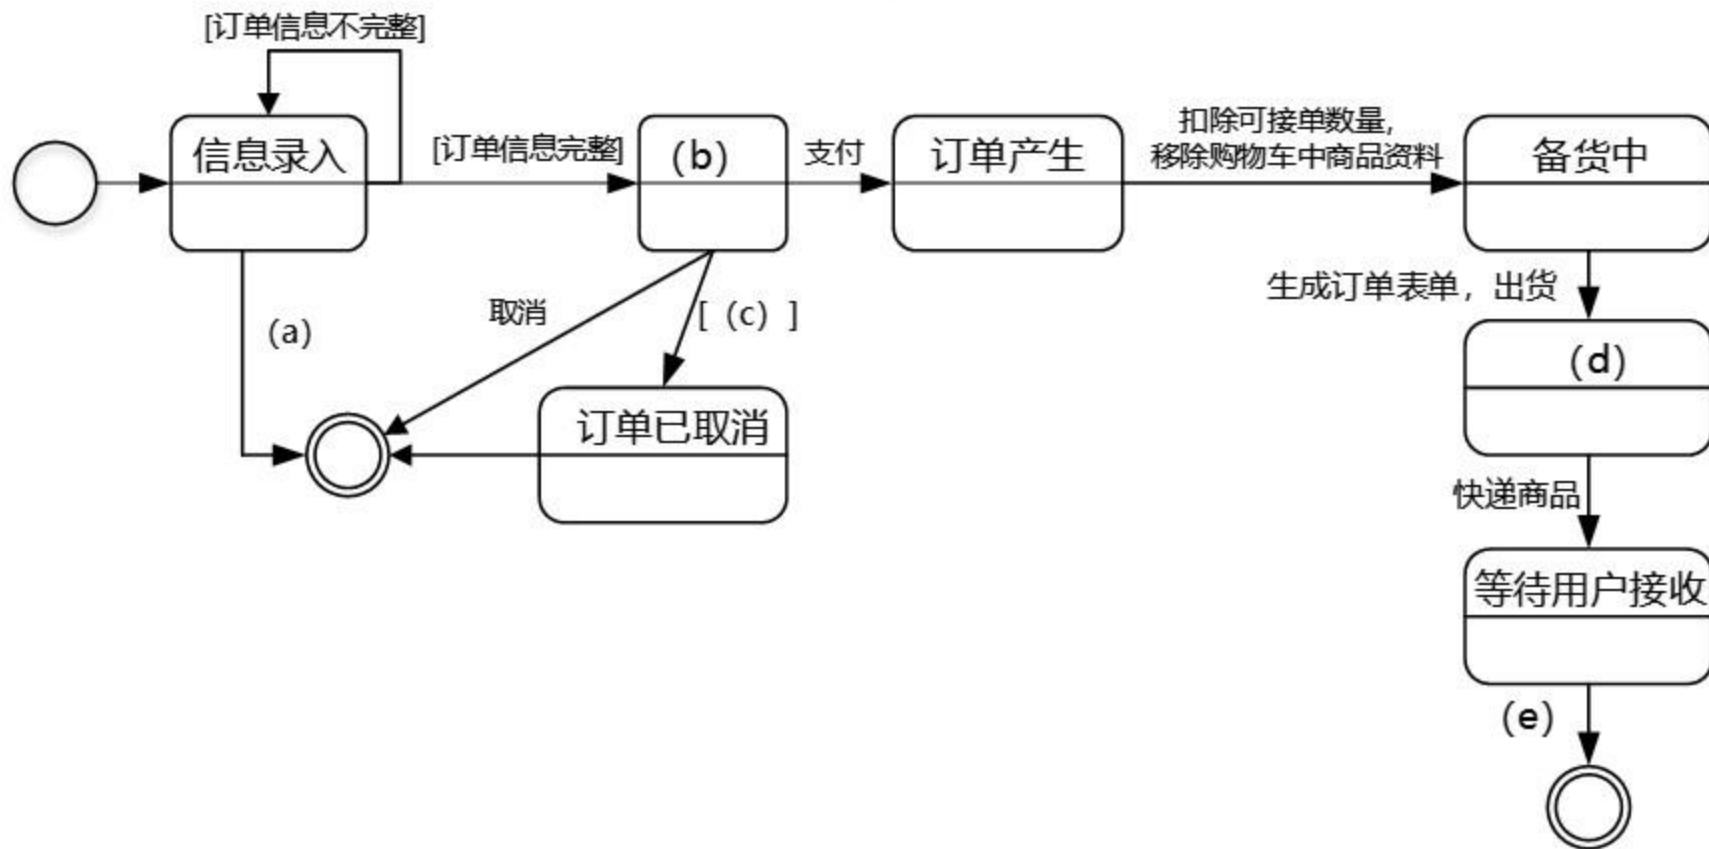 [订单信息不完整]
信息录入
[订单信息完整]
(b)
支付
订单产生
扣除可接单数量,
移除购物车中商品资料
备货中
生成订单表单，出货
(a)
取消
[（c）]
(d)
订单已取消
快递商品
等待用户接收
(e)